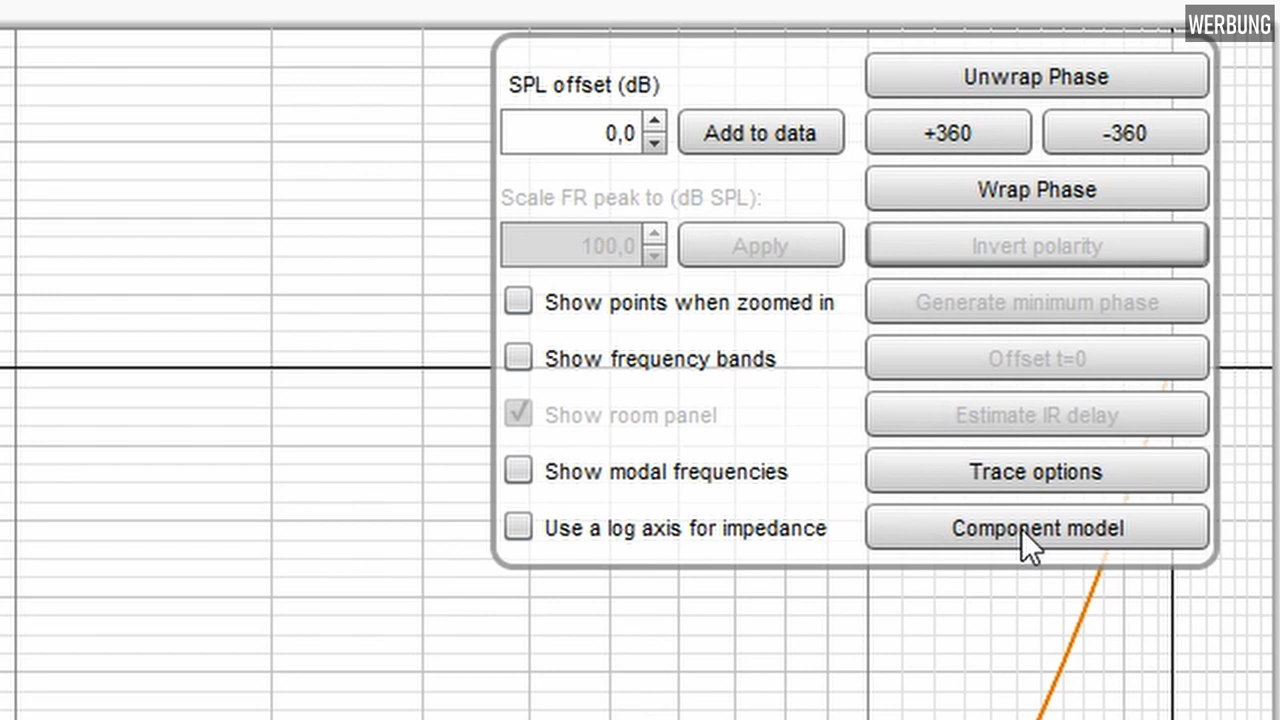 WERBUNG
SPL offset (dB)
Unwrap Phase
0,0
Add to data
+360
-360
Scale FR peak to (dB SPL):
Wrap Phase
100,0
Apply
Invert polarity
Show points when zoomed in
Generate minimum phase
Show frequency bands
Offset t=0
Show room panel
Estimate IR delay
Show modal frequencies
Trace options
Use a log axis for impedance
Component model